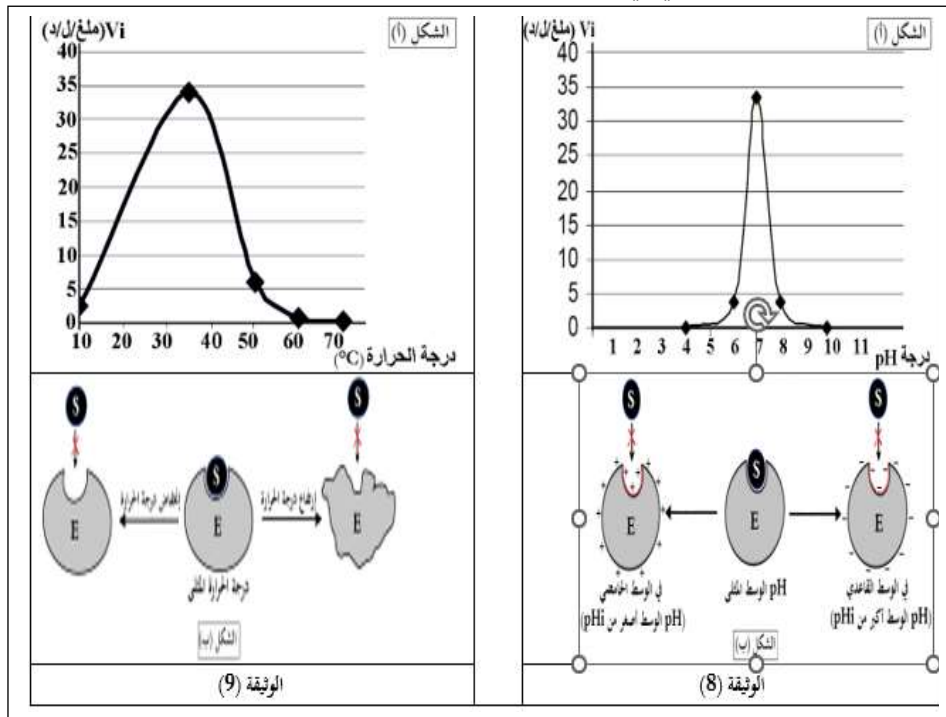 الشكل (أ)
Vi (ملغ/ل/د)
40
35
30
25
20
15
10
5
0
1 2 3 4 5 6 7 8 9 10 11
درجة pH
S
S
S
E
E
E
في الوسط القاعدي
(pH الوسط أكبر من pHi)
pH الوسط المثلى
في الوسط الحامضي
(pH الوسط أصغر من pHi)
الشكل (ب)
الوثيقة (8)
الشكل (أ)
Vi(ملغ/ل/د)
40
35
30
25
20
15
10
5
0
10 20 30 40 50 60 70
درجة الحرارة (°C)
S
S
S
إرتفاع درجة الحرارة
إنخفاض درجة الحرارة
E
E
درجة الحرارة المثلى
الشكل (ب)
الوثيقة (9)